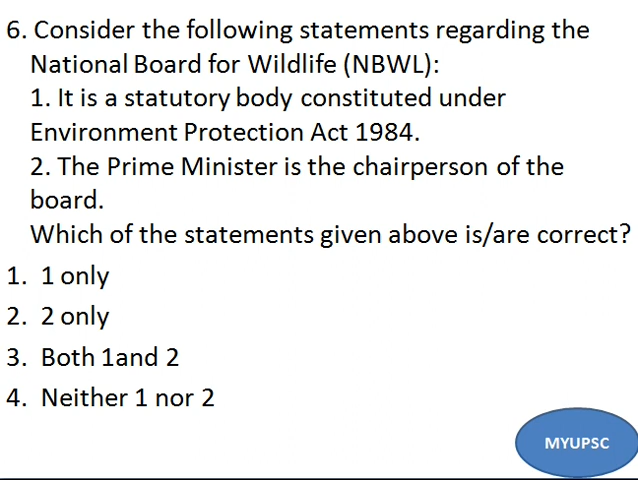 6. Consider the following statements regarding the
National Board for Wildlife (NBWL):
1. It is a statutory body constituted under
Environment Protection Act 1984.
2. The Prime Minister is the chairperson of the
board.
Which of the statements given above is/are correct?
1. 1 only
2. 2 only
3. Both 1and 2
4. Neither 1 nor 2
MYUPSC